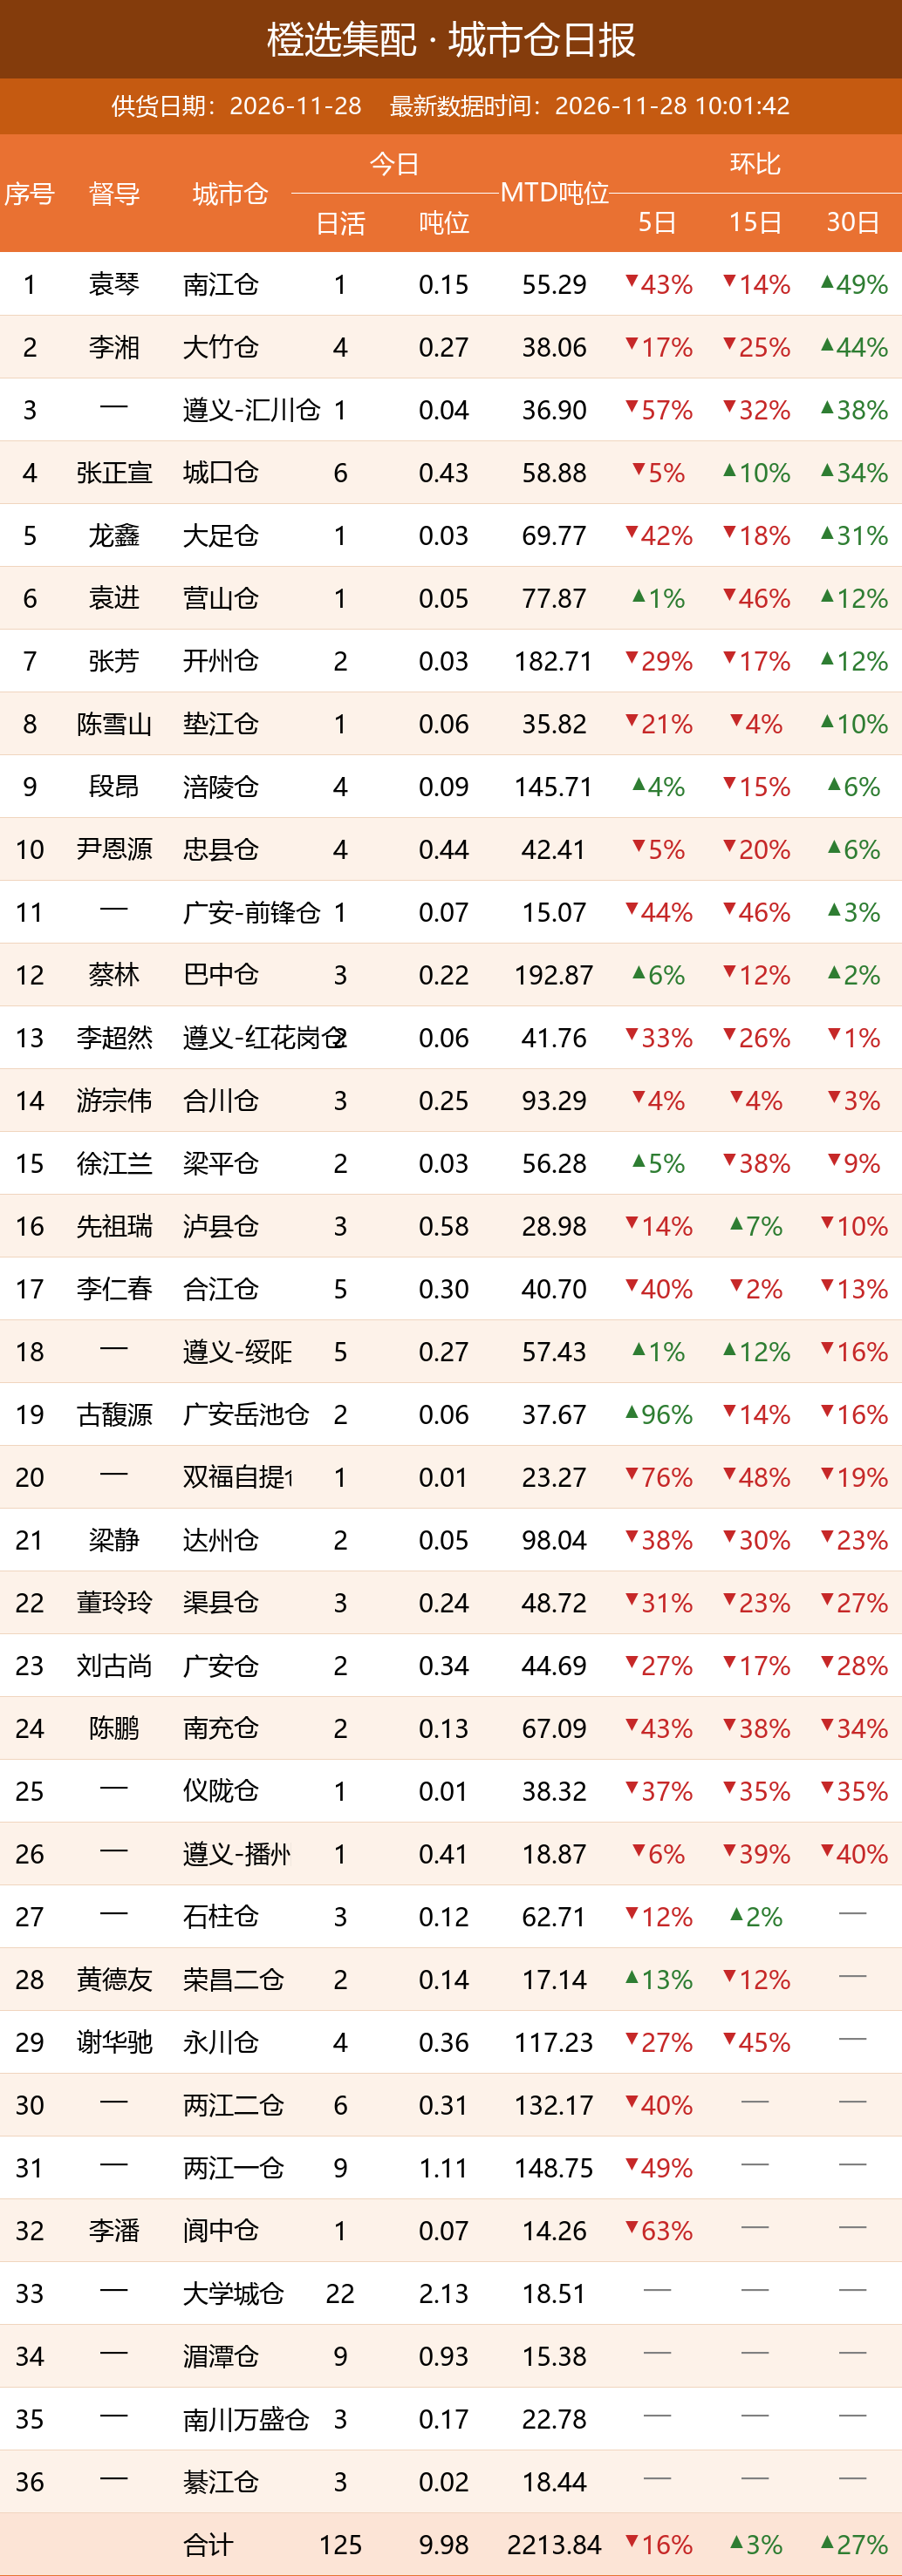 橙选集配 · 城市仓日报
供货日期：2026-11-28 最新数据时间：2026-11-28 10:01:42
序号 督导 城市仓 今日 MTD吨位 环比
日活 吨位 5日 15日 30日
1 袁琴 南江仓 1 0.15 55.29 ▼43% ▼14% ▲49%
2 李湘 大竹仓 4 0.27 38.06 ▼17% ▼25% ▲44%
3 — 遵义-汇川仓 1 0.04 36.90 ▼57% ▼32% ▲38%
4 张正宣 城口仓 6 0.43 58.88 ▼5% ▲10% ▲34%
5 龙鑫 大足仓 1 0.03 69.77 ▼42% ▼18% ▲31%
6 袁进 营山仓 1 0.05 77.87 ▲1% ▼46% ▲12%
7 张芳 开州仓 2 0.03 182.71 ▼29% ▼17% ▲12%
8 陈雪山 垫江仓 1 0.06 35.82 ▼21% ▼4% ▲10%
9 段昂 涪陵仓 4 0.09 145.71 ▲4% ▼15% ▲6%
10 尹恩源 忠县仓 4 0.44 42.41 ▼5% ▼20% ▲6%
11 — 广安-前锋仓 1 0.07 15.07 ▼44% ▼46% ▲3%
12 蔡林 巴中仓 3 0.22 192.87 ▲6% ▼12% ▲2%
13 李超然 遵义-红花岗仓 2 0.06 41.76 ▼33% ▼26% ▼1%
14 游宗伟 合川仓 3 0.25 93.29 ▼4% ▼4% ▼3%
15 徐江兰 梁平仓 2 0.03 56.28 ▲5% ▼38% ▼9%
16 先祖瑞 泸县仓 3 0.58 28.98 ▼14% ▲7% ▼10%
17 李仁春 合江仓 5 0.30 40.70 ▼40% ▼2% ▼13%
18 — 遵义-绥阳 5 0.27 57.43 ▲1% ▲12% ▼16%
19 古馥源 广安岳池仓 2 0.06 37.67 ▲96% ▼14% ▼16%
20 — 双福自提 1 0.01 23.27 ▼76% ▼48% ▼19%
21 梁静 达州仓 2 0.05 98.04 ▼38% ▼30% ▼23%
22 董玲玲 渠县仓 3 0.24 48.72 ▼31% ▼23% ▼27%
23 刘古尚 广安仓 2 0.34 44.69 ▼27% ▼17% ▼28%
24 陈鹏 南充仓 2 0.13 67.09 ▼43% ▼38% ▼34%
25 — 仪陇仓 1 0.01 38.32 ▼37% ▼35% ▼35%
26 — 遵义-播州 1 0.41 18.87 ▼6% ▼39% ▼40%
27 — 石柱仓 3 0.12 62.71 ▼12% ▲2% —
28 黄德友 荣昌二仓 2 0.14 17.14 ▲13% ▼12% —
29 谢华驰 永川仓 4 0.36 117.23 ▼27% ▼45% —
30 — 两江二仓 6 0.31 132.17 ▼40% — —
31 — 两江一仓 9 1.11 148.75 ▼49% — —
32 李潘 阆中仓 1 0.07 14.26 ▼63% — —
33 — 大学城仓 22 2.13 18.51 — — —
34 — 湄潭仓 9 0.93 15.38 — — —
35 — 南川万盛仓 3 0.17 22.78 — — —
36 — 綦江仓 3 0.02 18.44 — — —
合计 125 9.98 2213.84 ▼16% ▲3% ▲27%